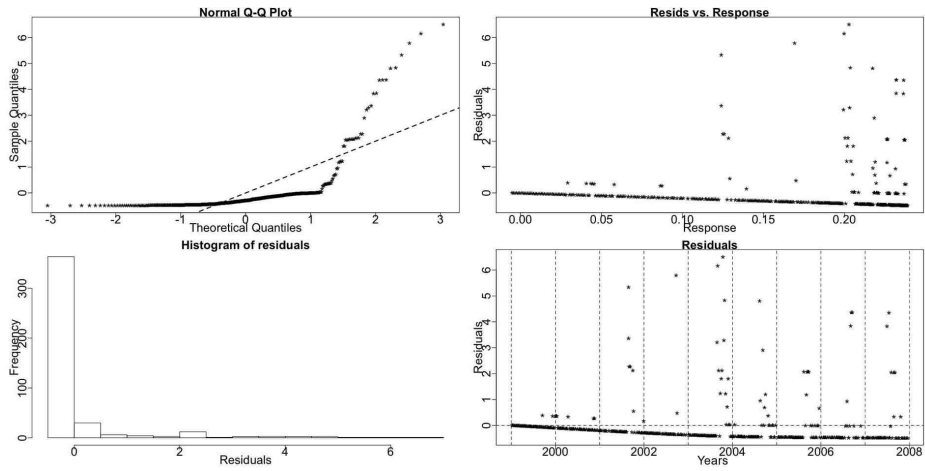 Normal Q-Q Plot
Sample Quantiles
6
5
4
3
2
1
0
-3 -2 -1 0 1 2 3
Theoretical Quantiles
Resids vs. Response
Residuals
6
5
4
3
2
1
0
0.00 0.05 0.10 0.15 0.20
Response
Histogram of residuals
Frequency
300
200
100
0
0 2 4 6
Residuals
Residuals
Residuals
6
5
4
3
2
1
0
2000 2002 2004 2006 2008
Years